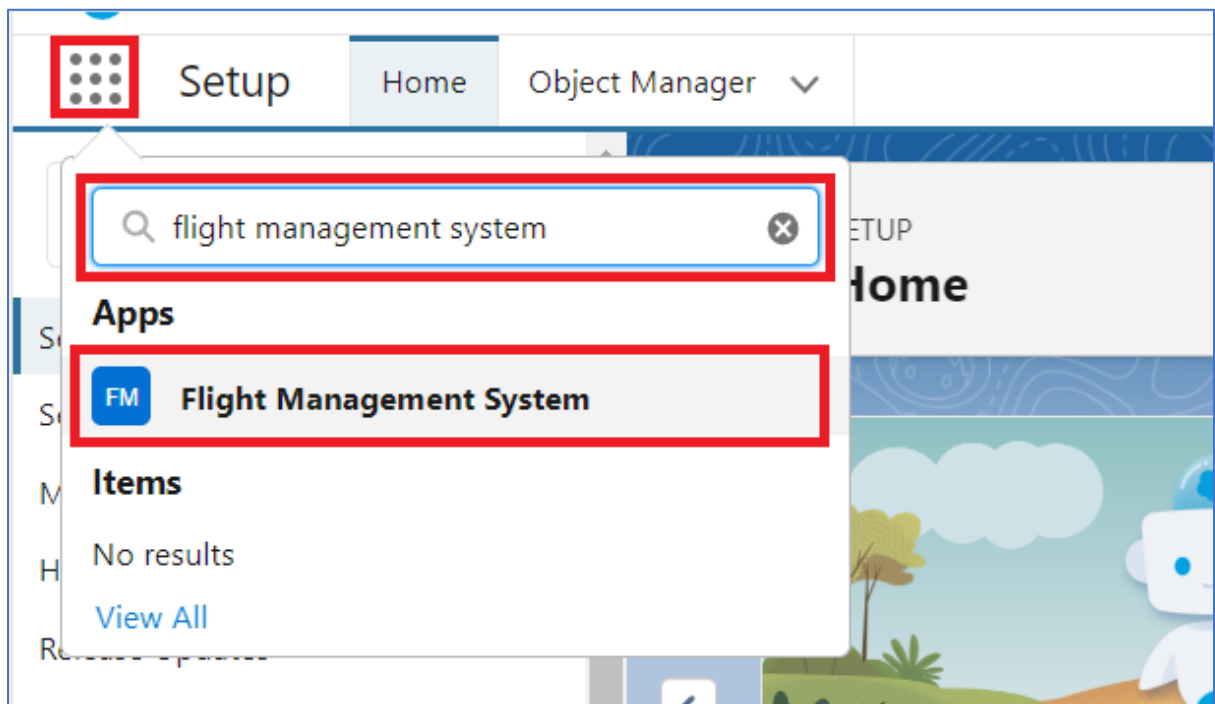 Setup
Home
Object Manager
flight management system
ETUP
Home
Apps
FM
Flight Management System
Items
No results
View All